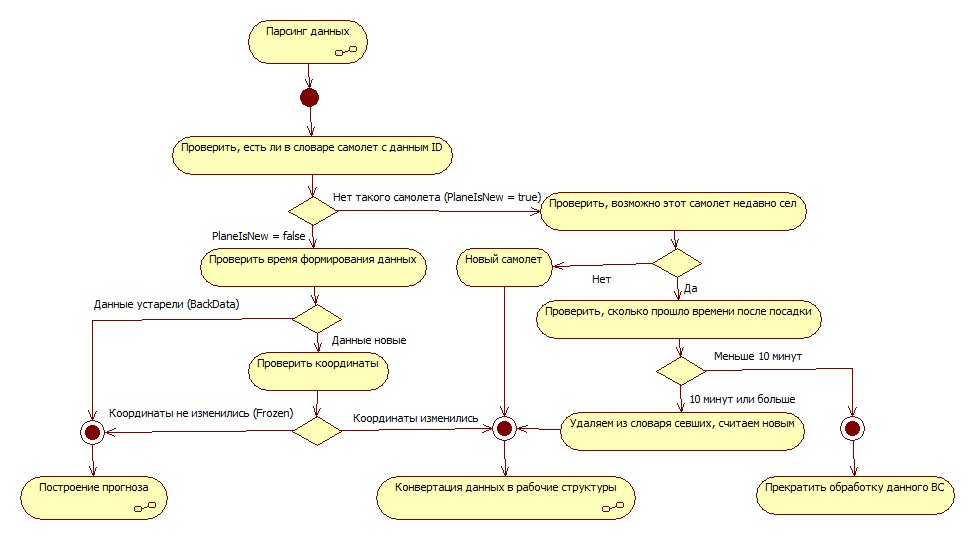 Парсинг данных
Проверить, есть ли в словаре самолет с данным ID
Нет такого самолета (PlaneIsNew = true)
Проверить, возможно этот самолет недавно сел
PlaneIsNew = false
Проверить время формирования данных
Новый самолет
Нет
Да
Данные устарели (BackData)
Проверить, сколько прошло времени после посадки
Данные новые
Меньше 10 минут
Проверить координаты
10 минут или больше
Координаты не изменились (Frozen)
Координаты изменились
Удаляем из словаря севших, считаем новым
Построение прогноза
Конвертация данных в рабочие структуры
Прекратить обработку данного ВС